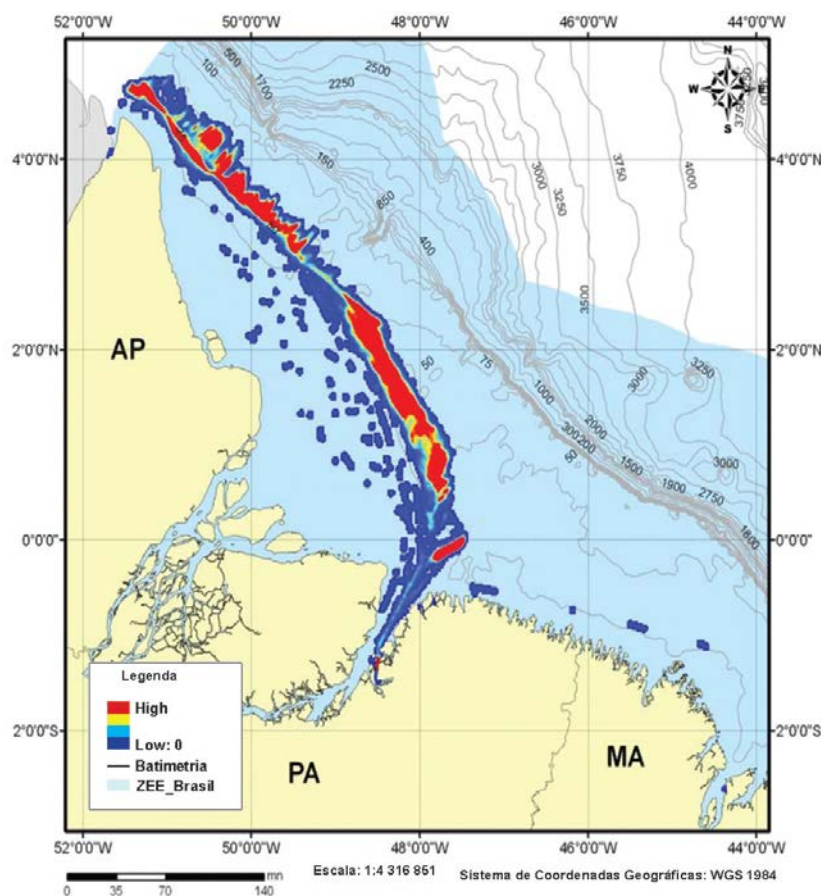 52°0'0"W 50°0'0"W 48°0'0"W 46°0'0"W 44°0'0"W
N
W
S
4°0'0"N 4°0'0"N
2°0'0"N 2°0'0"N
0°0'0" 0°0'0"
2°0'0"S 2°0'0"S
100
500
1700
2250
2500
150
850
400
3000
3250
3750
4000
3500
3750
50
75
1000
300
200
50
2000
1500
1900
2750
3000
3250
3000
1800
AP
PA
MA
Legenda
High
Low: 0
Batimetria
ZEE_Brasil
52°0'0"W 50°0'0"W 48°0'0"W 46°0'0"W 44°0'0"W
mn
0 35 70 140
Escala: 1:4 316 851
Sistema de Coordenadas Geográficas: WGS 1984